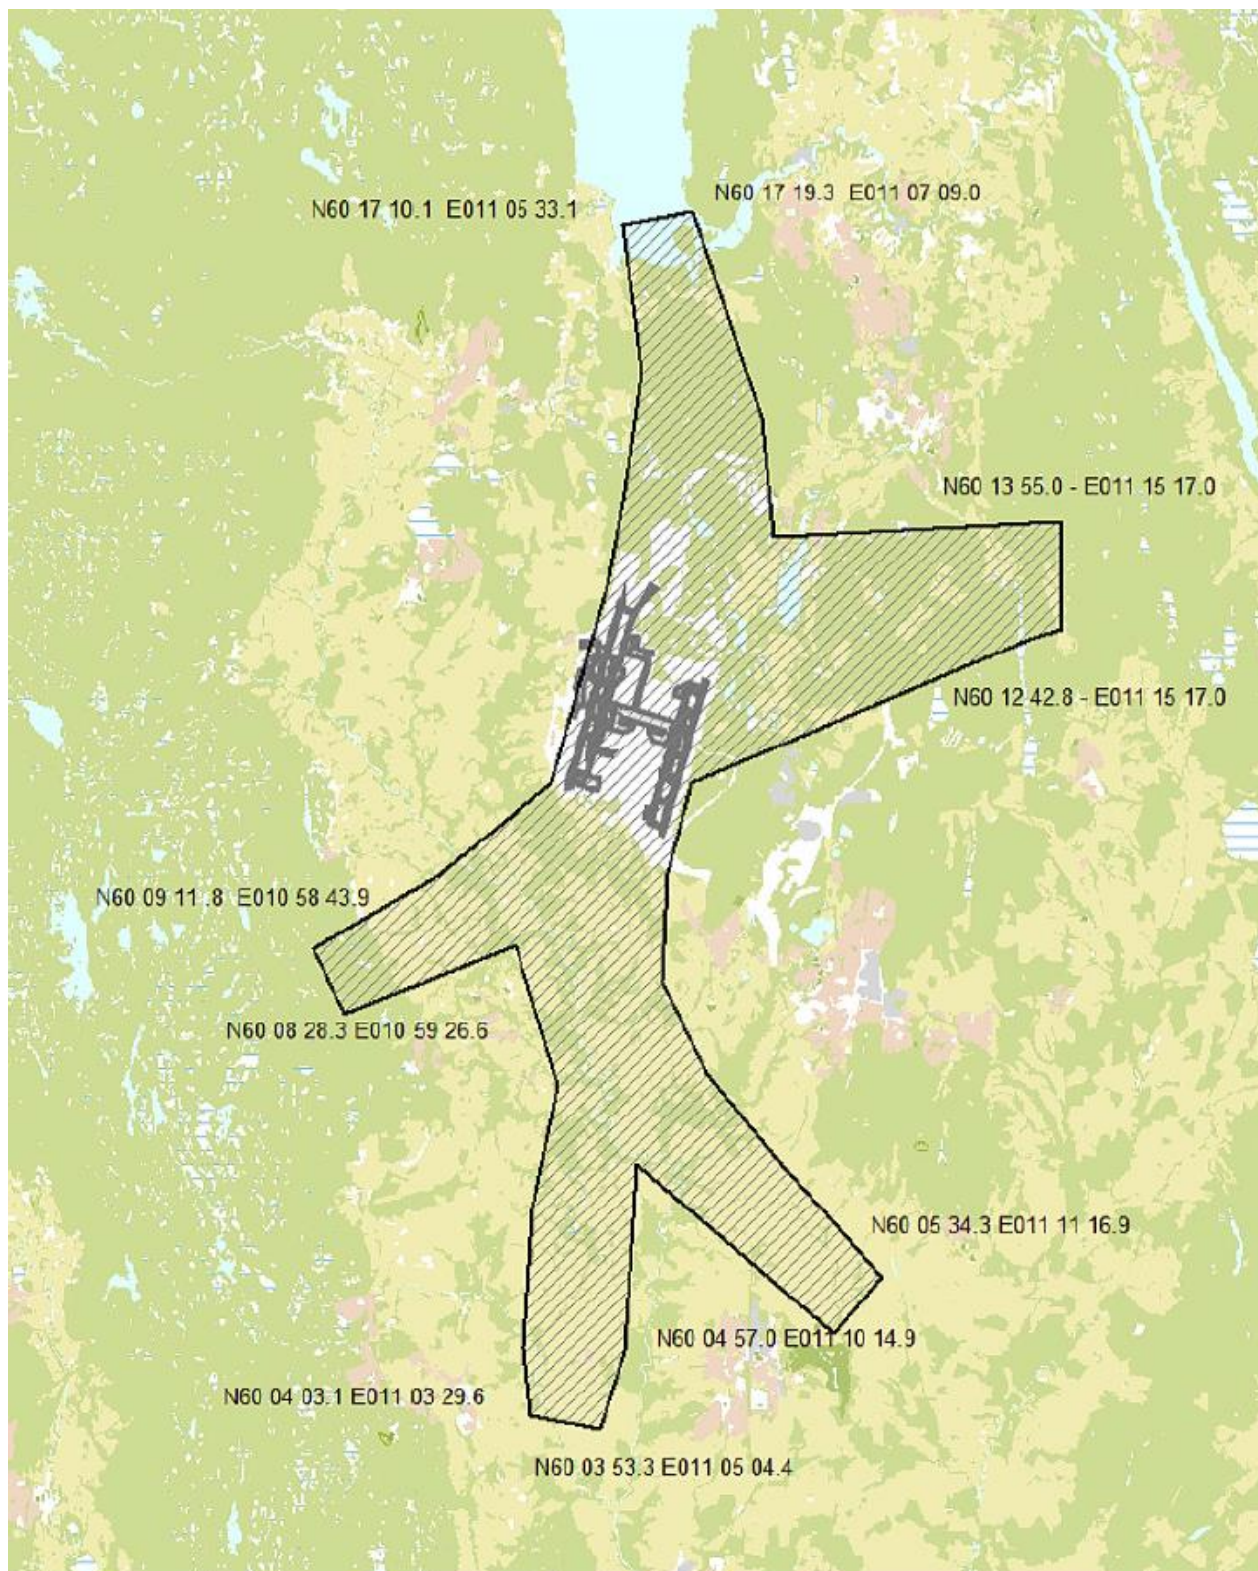 N60 17 19.3 E011 07 09.0
N60 17 10.1 E011 05 33.1
N60 13 55.0 - E011 15 17.0
N60 12 42.8 - E011 15 17.0
N60 09 11.8 E010 58 43.9
N60 08 28.3 E010 59 26.6
N60 05 34.3 E011 11 16.9
N60 04 57.0 E011 10 14.9
N60 04 03.1 E011 03 29.6
N60 03 53.3 E011 05 04.4